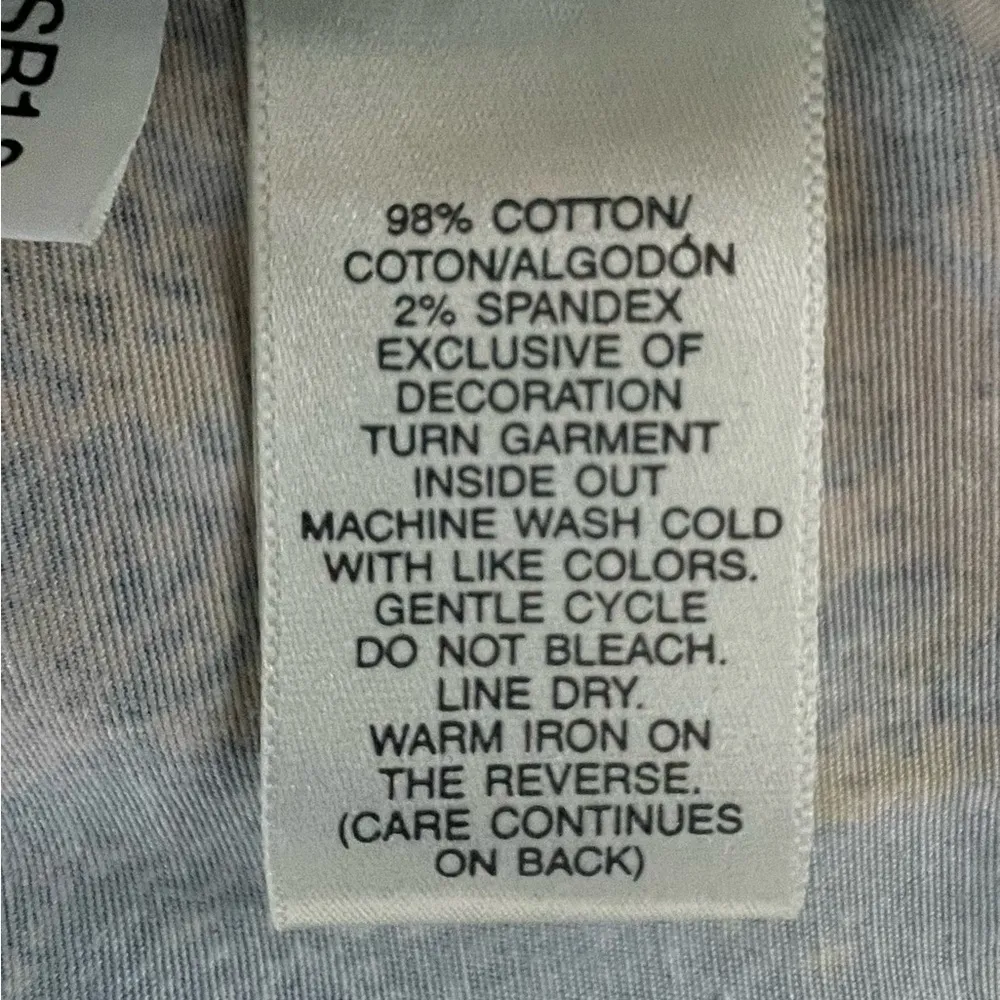 98% COTTON/
COTON/ALGODÓN
2% SPANDEX
EXCLUSIVE OF
DECORATION
TURN GARMENT
INSIDE OUT
MACHINE WASH COLD
WITH LIKE COLORS.
GENTLE CYCLE
DO NOT BLEACH.
LINE DRY.
WARM IRON ON
THE REVERSE.
(CARE CONTINUES
ON BACK)